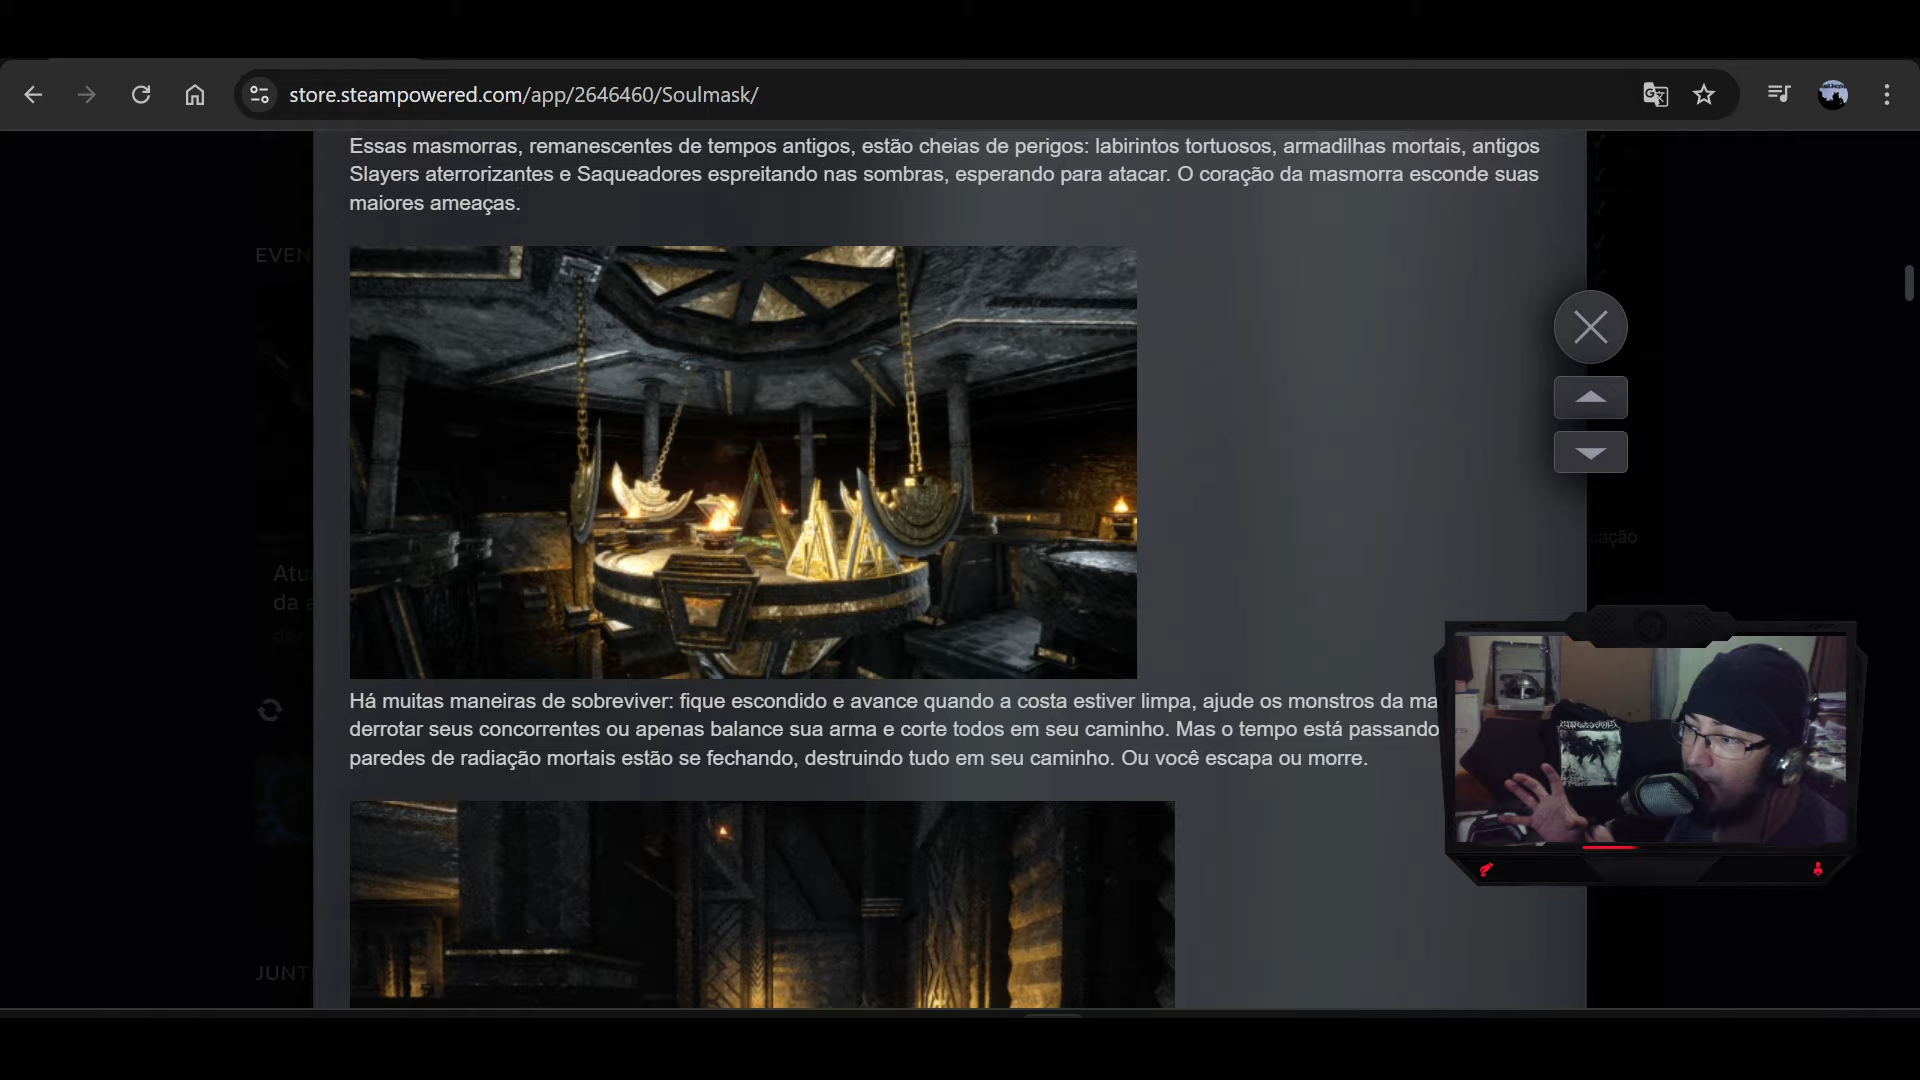 store.steampowered.com/app/2646460/Soulmask/
Essas masmorras, remanescentes de tempos antigos, estão cheias de perigos: labirintos tortuosos, armadilhas mortais, antigos
Slayers aterrorizantes e Saqueadores espreitando nas sombras, esperando para atacar. O coração da masmorra esconde suas
maiores ameaças.
EVEN
cação
Atu
da a
Há muitas maneiras de sobreviver: fique escondido e avance quando a costa estiver limpa, ajude os monstros da ma
derrotar seus concorrentes ou apenas balance sua arma e corte todos em seu caminho. Mas o tempo está passando
paredes de radiação mortais estão se fechando, destruindo tudo em seu caminho. Ou você escapa ou morre.
JUNT